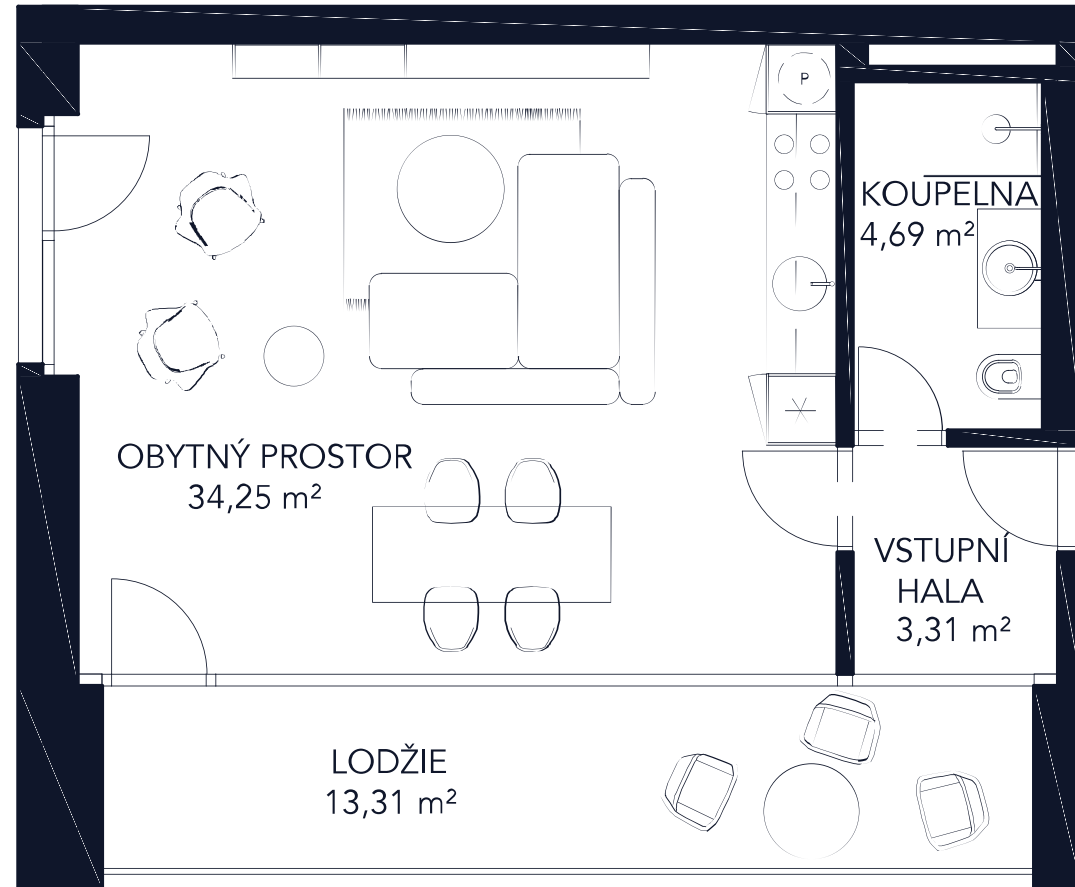 P
KOUPELNA
4,69 m²
OBYTNÝ PROSTOR
34,25 m²
VSTUPNÍ
HALA
3,31 m²
LODŽIE
13,31 m²